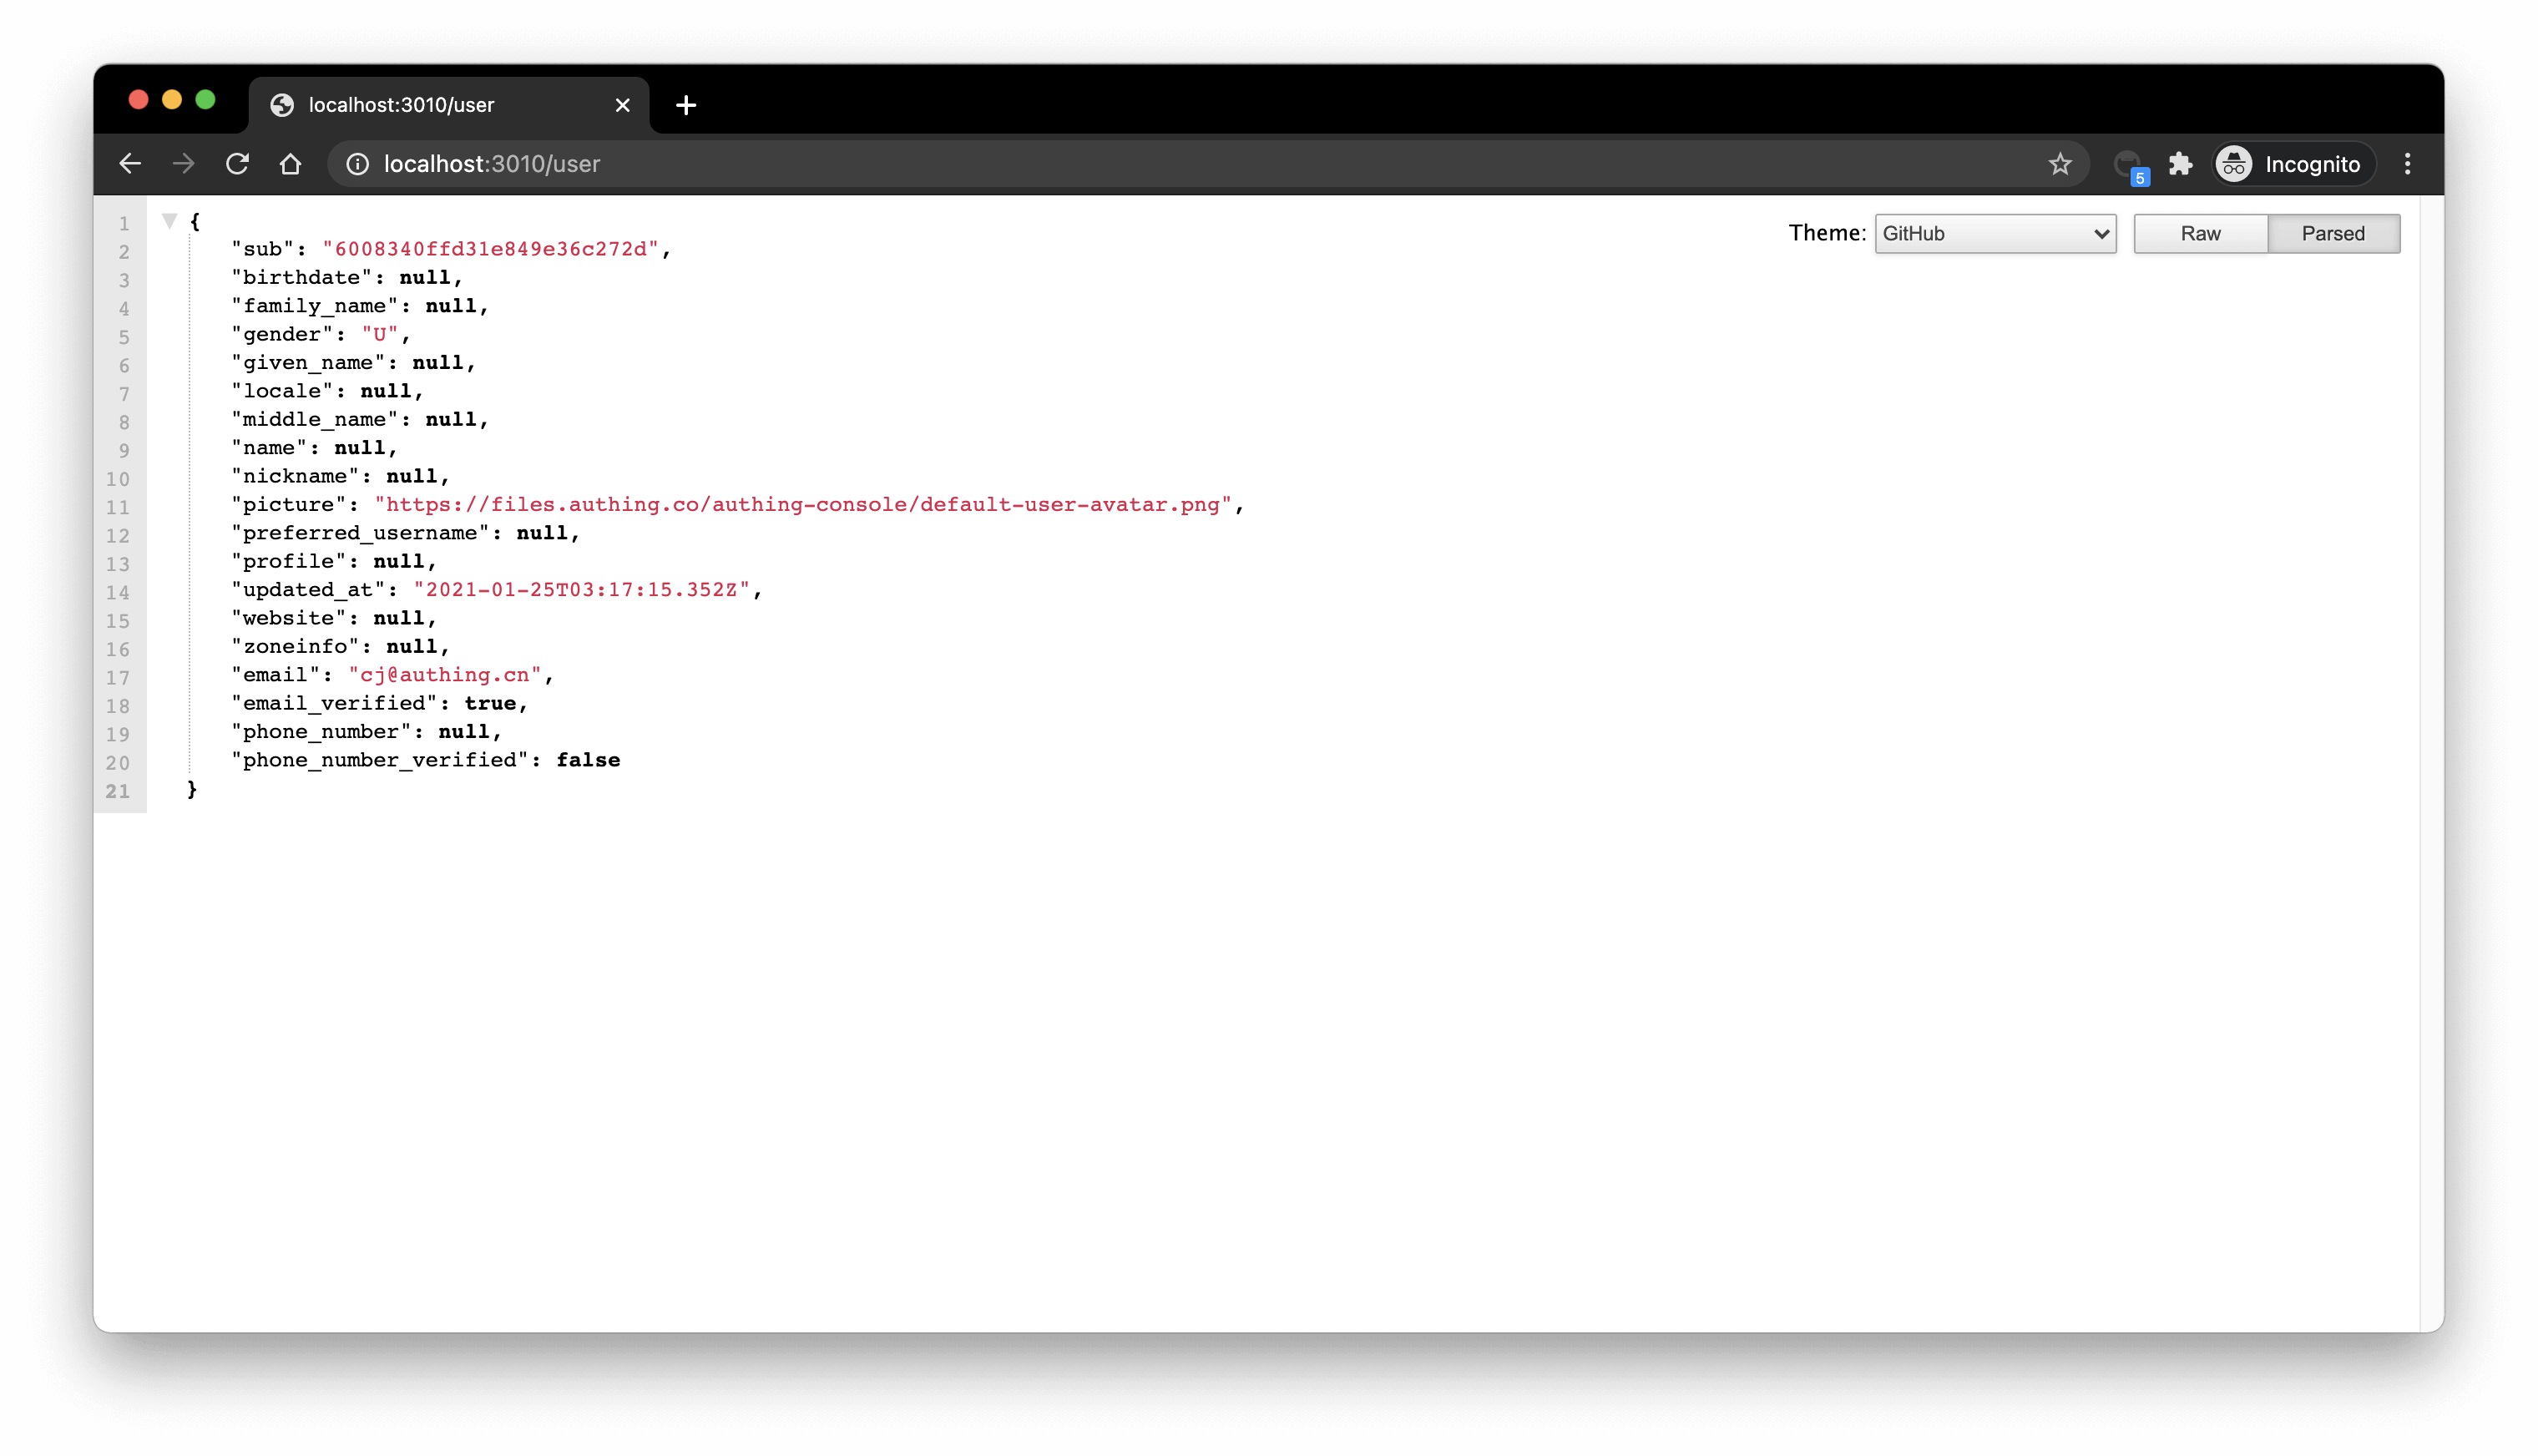 localhost:3010/user
localhost:3010/user
5
Incognito
Theme: GitHub Raw Parsed
1 {
2 "sub": "6008340ffd31e849e36c272d",
3 "birthdate": null,
4 "family_name": null,
5 "gender": "U",
6 "given_name": null,
7 "locale": null,
8 "middle_name": null,
9 "name": null,
10 "nickname": null,
11 "picture": "https://files.authing.co/authing-console/default-user-avatar.png",
12 "preferred_username": null,
13 "profile": null,
14 "updated_at": "2021-01-25T03:17:15.352Z",
15 "website": null,
16 "zoneinfo": null,
17 "email": "cj@authing.cn",
18 "email_verified": true,
19 "phone_number": null,
20 "phone_number_verified": false
21 }